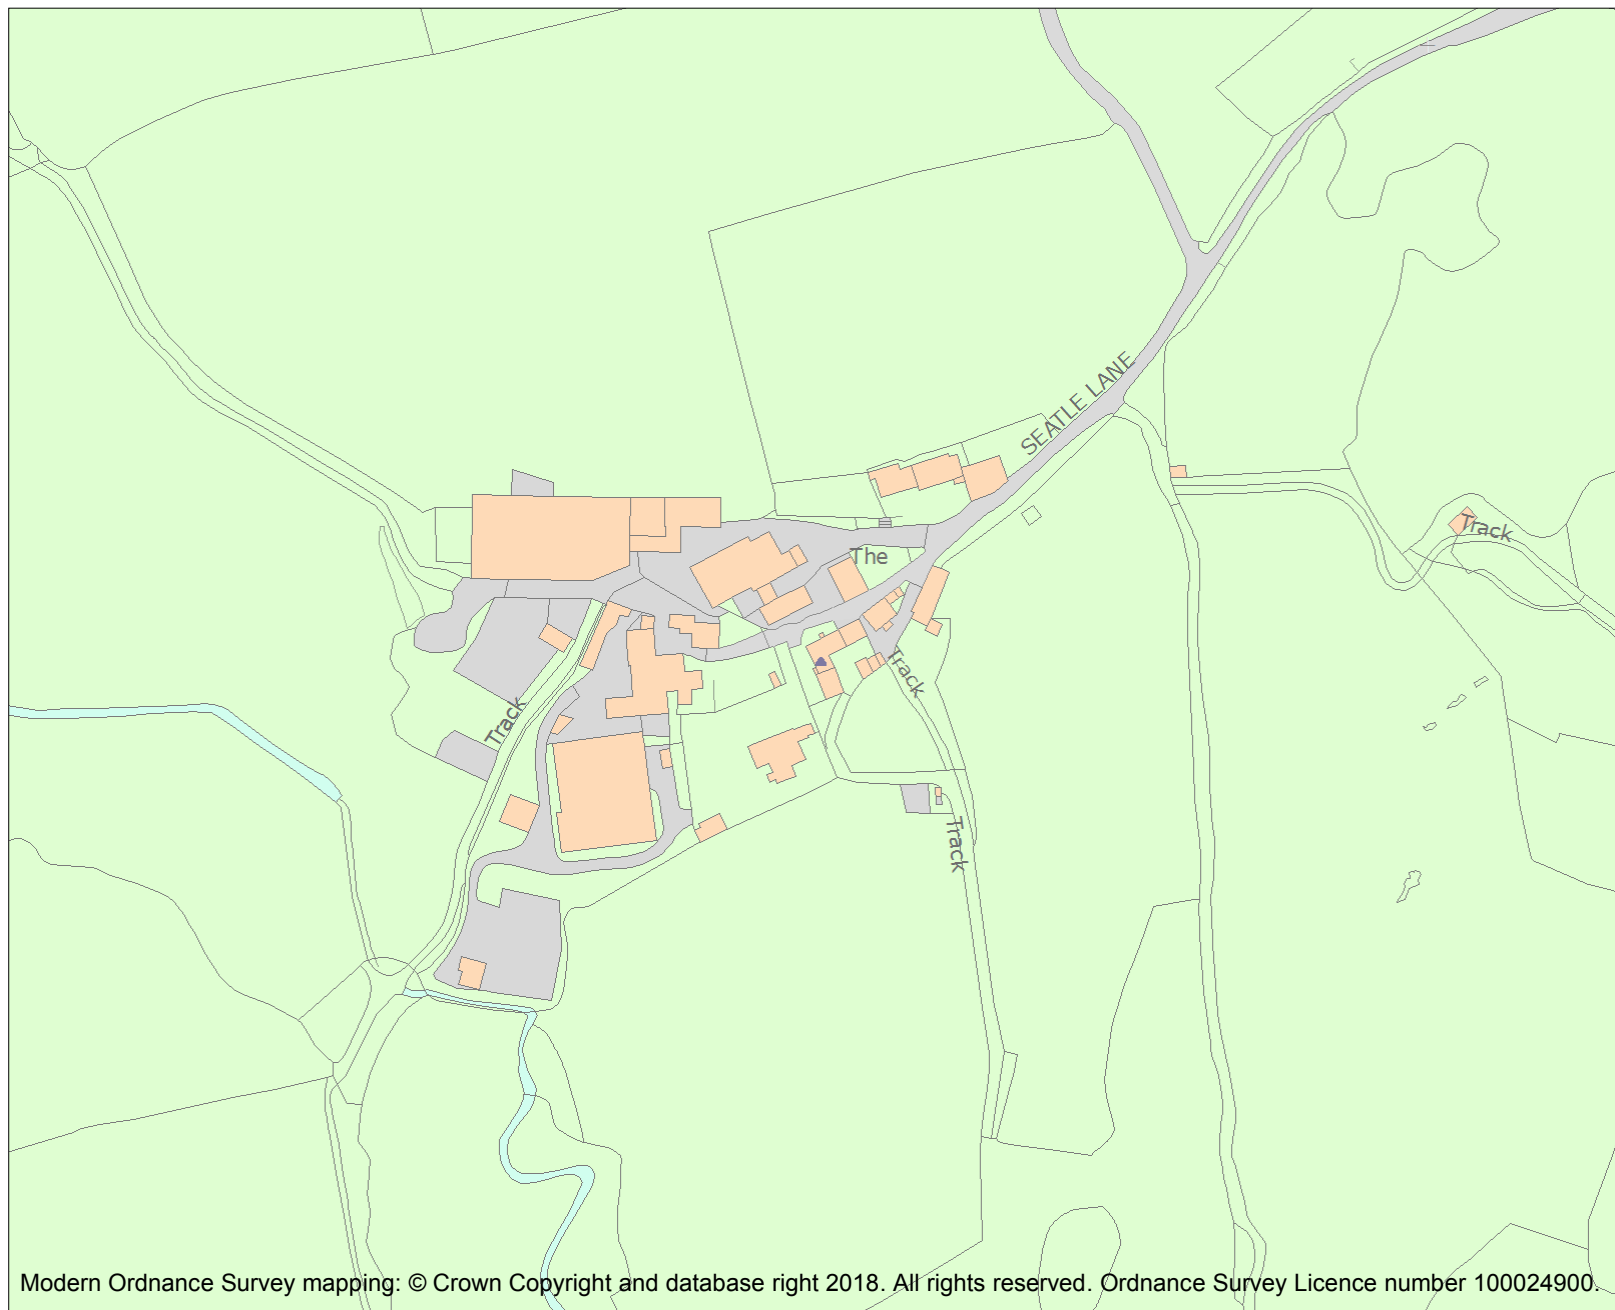 SEATLE LANE
Track
The
Track
Track
Track
Modern Ordnance Survey mapping: © Crown Copyright and database right 2018. All rights reserved. Ordnance Survey Licence number 100024900.